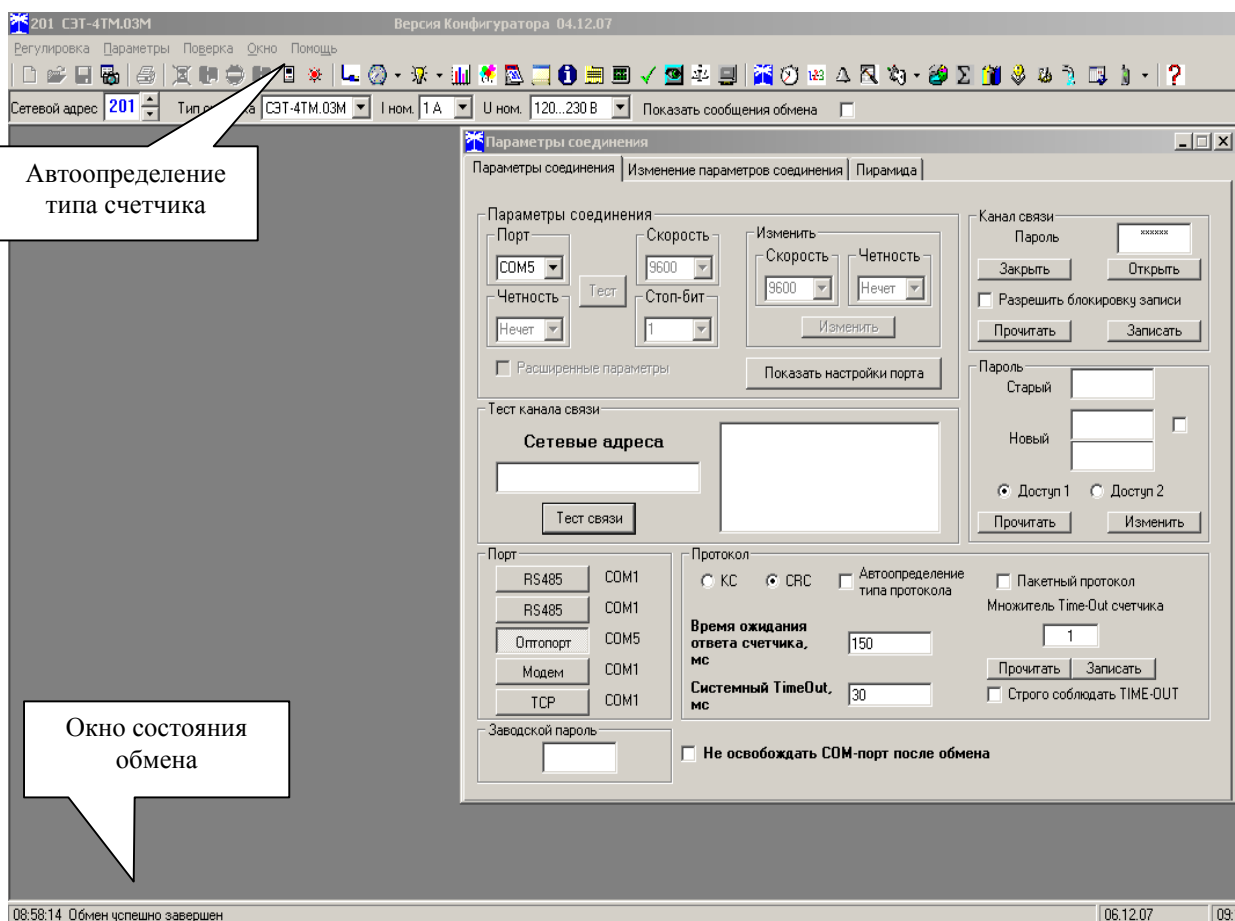 201 СЭТ-4ТМ.03М Версия Конфигуратора 04.12.07
Регулировка Параметры Поверка Окно Помощь
Сетевой адрес 201 Тип СЭТ-4ТМ.03М I ном. 1 А U ном. 120...230 В Показать сообщения обмена
Автоопределение
типа счетчика
Параметры соединения
Параметры соединения Изменение параметров соединения Пирамида
Параметры соединения
Порт Скорость
COM5 9600
Тест
Четность Стоп-бит
Нечет 1
Расширенные параметры
Изменить
Скорость Четность
9600 Нечет
Изменить
Показать настройки порта
Канал связи
Пароль ******
Закрыть Открыть
Разрешить блокировку записи
Прочитать Записать
Пароль
Старый
Новый
Доступ 1 Доступ 2
Прочитать Изменить
Тест канала связи
Сетевые адреса
Тест связи
Порт
RS485 COM1
RS485 COM1
Оптопорт COM5
Модем COM1
TCP COM1
Протокол
КС CRC Автоопределение
типа протокола
Пакетный протокол
Множитель Time-Out счетчика
1
Время ожидания
ответа счетчика,
мс
150
Прочитать Записать
Системный TimeOut,
мс
30
Строго соблюдать TIME-OUT
Заводской пароль
Не освобождать COM-порт после обмена
Окно состояния
обмена
08:58:14 Обмен успешно завершен 06.12.07 09: